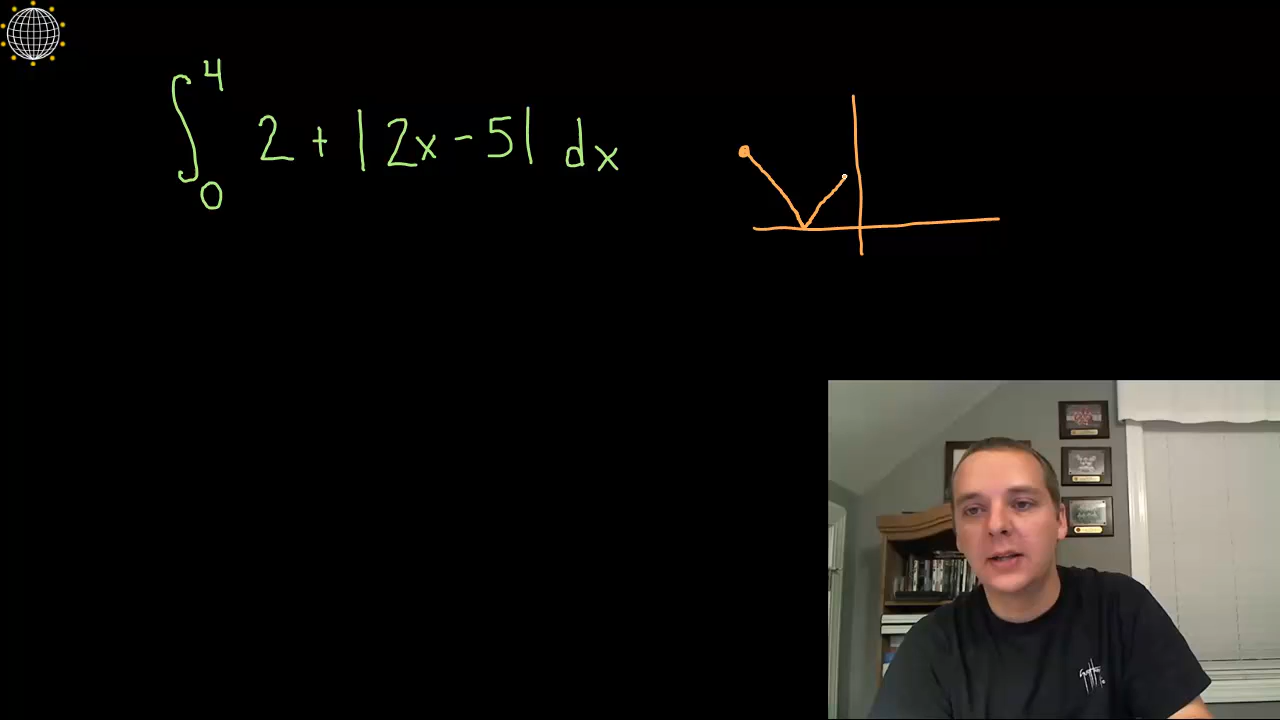 ∫₀⁴ 2 + |2x - 5| dx